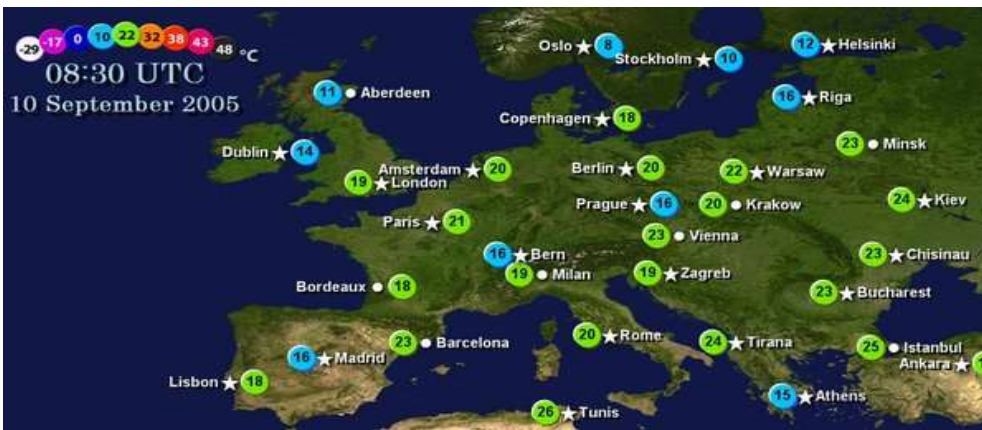 -29 -17 0 10 22 32 38 43 48 °C
08:30 UTC
10 September 2005
Oslo 8
Stockholm 10
12 Helsinki
11 Aberdeen
16 Riga
Copenhagen 18
23 Minsk
Dublin 14
Amsterdam 20
Berlin 20
22 Warsaw
19 London
Prague 16
20 Krakow
24 Kiev
Paris 21
23 Vienna
16 Bern
23 Chisinau
19 Milan
19 Zagreb
Bordeaux 18
23 Bucharest
20 Rome
24 Tirana
23 Barcelona
25 Istanbul
16 Madrid
Ankara
Lisbon 18
15 Athens
26 Tunis